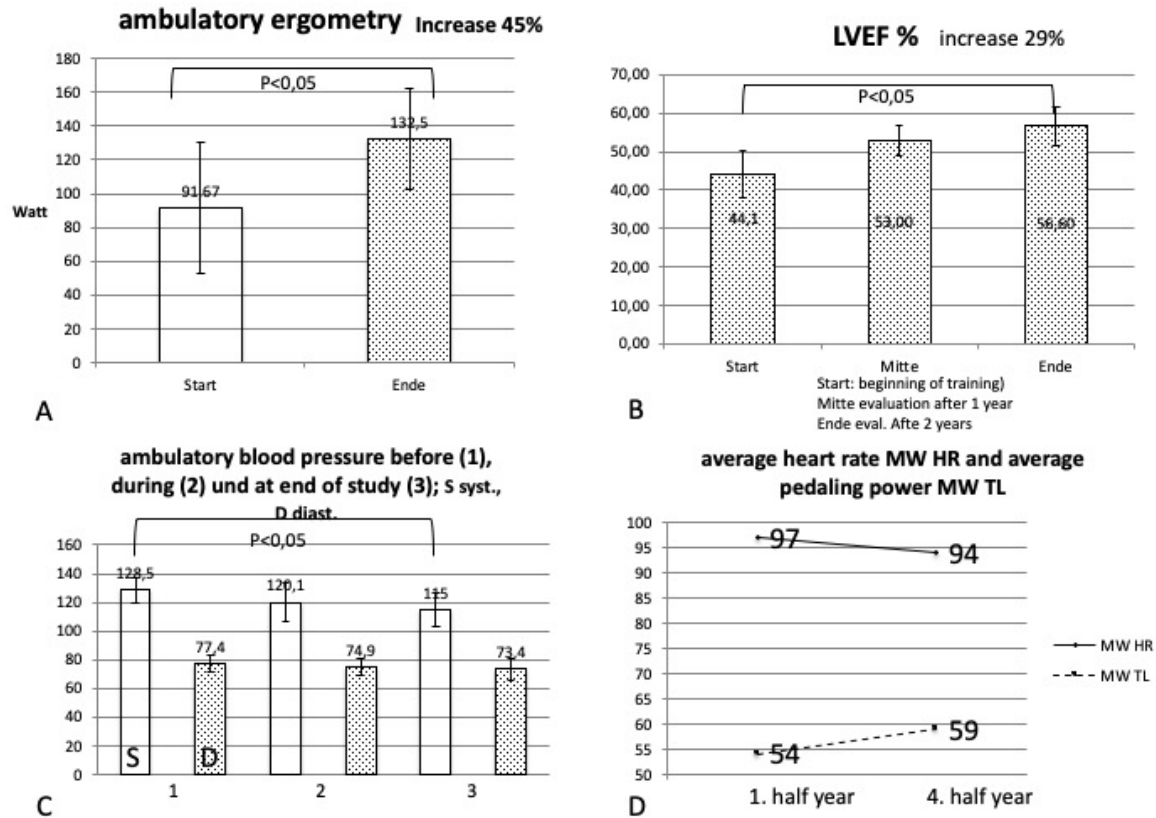 ambulatory ergometry Increase 45%
180
160
140
120
100
80
60
40
20
0
Watt
P<0,05
91,67
132,5
Start Ende
A
LVEF % increase 29%
70,00
60,00
50,00
40,00
30,00
20,00
10,00
0,00
P<0,05
44,1
53,00
56,60
Start Mitte Ende
Start: beginning of training)
Mitte evaluation after 1 year
Ende eval. Afte 2 years
B
ambulatory blood pressure before (1),
during (2) und at end of study (3); S syst.,
D diast.
P<0,05
160
140
120
100
80
60
40
20
0
128,5
77,4
120,1
74,9
115
73,4
S D
1 2 3
C
average heart rate MW HR and average
pedaling power MW TL
100
95
90
85
80
75
70
65
60
55
50
97
94
54
59
MW HR
MW TL
1. half year 4. half year
D